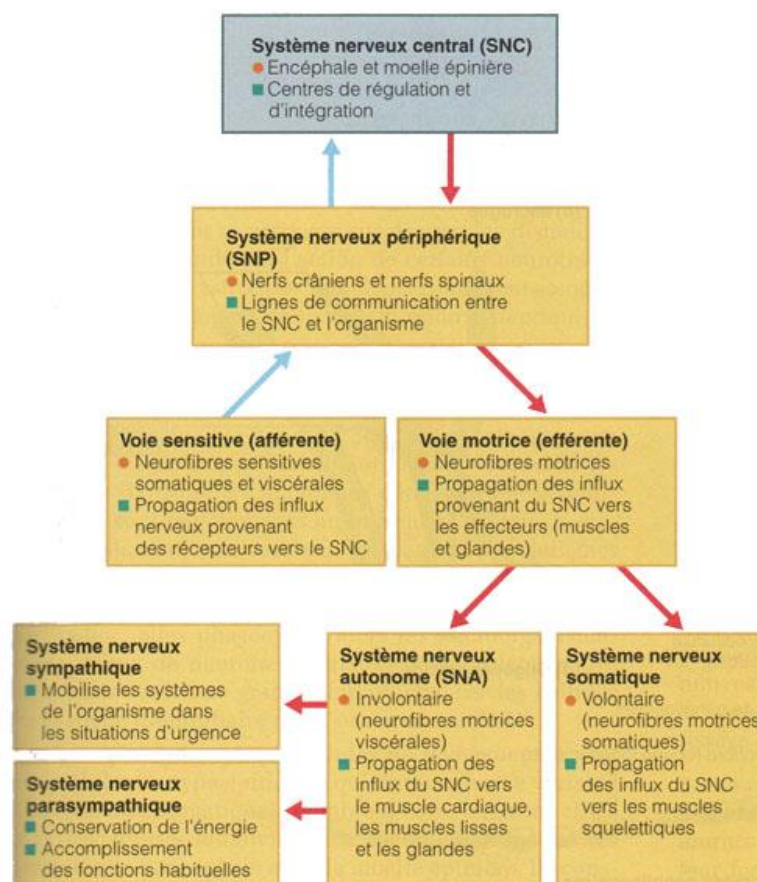 Système nerveux central (SNC)
● Encéphale et moelle épinière
■ Centres de régulation et
d'intégration
Système nerveux périphérique
(SNP)
● Nerfs crâniens et nerfs spinaux
■ Lignes de communication entre
le SNC et l'organisme
Voie sensitive (afférente)
● Neurofibres sensitives
somatiques et viscérales
■ Propagation des influx
nerveux provenant
des récepteurs vers le SNC
Voie motrice (efférente)
● Neurofibres motrices
■ Propagation des influx
provenant du SNC vers
les effecteurs (muscles
et glandes)
Système nerveux
sympathique
■ Mobilise les systèmes
de l'organisme dans
les situations d'urgence
Système nerveux
parasympathique
■ Conservation de l'énergie
■ Accomplissement
des fonctions habituelles
Système nerveux
autonome (SNA)
● Involontaire
(neurofibres motrices
viscérales)
■ Propagation des
influx du SNC vers
le muscle cardiaque,
les muscles lisses
et les glandes
Système nerveux
somatique
● Volontaire
(neurofibres motrices
somatiques)
■ Propagation
des influx du SNC
vers les muscles
squelettiques